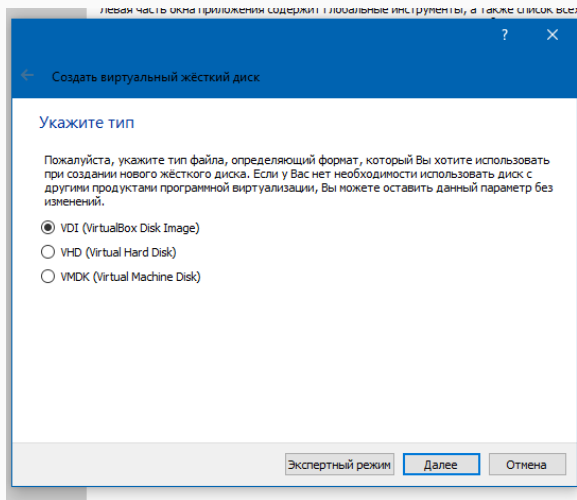 левая часть окна приложения содержит Глобальные инструменты, а также список все
?
Создать виртуальный жёсткий диск
Укажите тип
Пожалуйста, укажите тип файла, определяющий формат, который Вы хотите использовать
при создании нового жёсткого диска. Если у Вас нет необходимости использовать диск с
другими продуктами программной виртуализации, Вы можете оставить данный параметр без
изменений.
VDI (VirtualBox Disk Image)
VHD (Virtual Hard Disk)
VMDK (Virtual Machine Disk)
Экспертный режим Далее Отмена